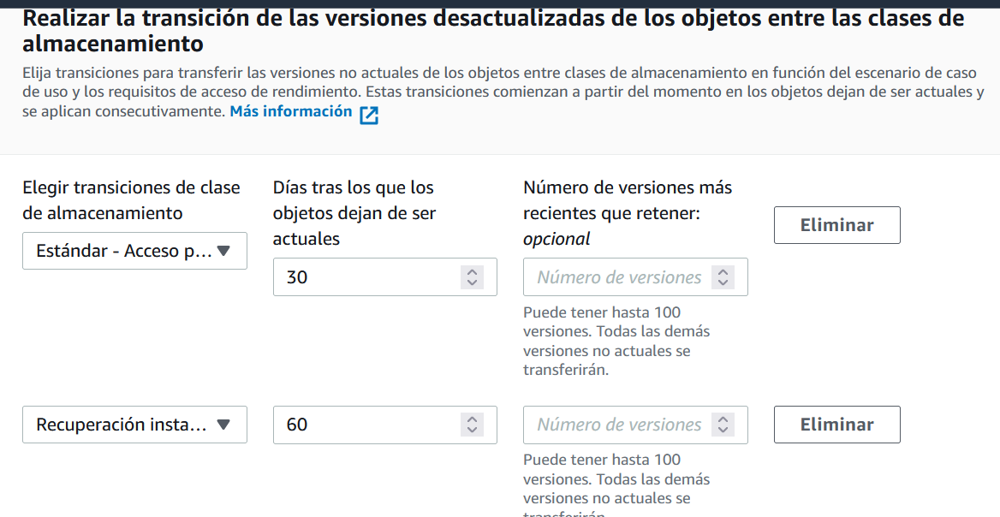 Realizar la transición de las versiones desactualizadas de los objetos entre las clases de
almacenamiento
Elija transiciones para transferir las versiones no actuales de los objetos entre clases de almacenamiento en función del escenario de caso
de uso y los requisitos de acceso de rendimiento. Estas transiciones comienzan a partir del momento en los objetos dejan de ser actuales y
se aplican consecutivamente. Más información
Elegir transiciones de clase
de almacenamiento
Estándar - Acceso p...
Días tras los que los
objetos dejan de ser
actuales
30
Número de versiones más
recientes que retener:
opcional
Número de versiones
Puede tener hasta 100
versiones. Todas las demás
versiones no actuales se
transferirán.
Eliminar
Recuperación insta...
60
Número de versiones
Puede tener hasta 100
versiones. Todas las demás
versiones no actuales se
transferirán.
Eliminar